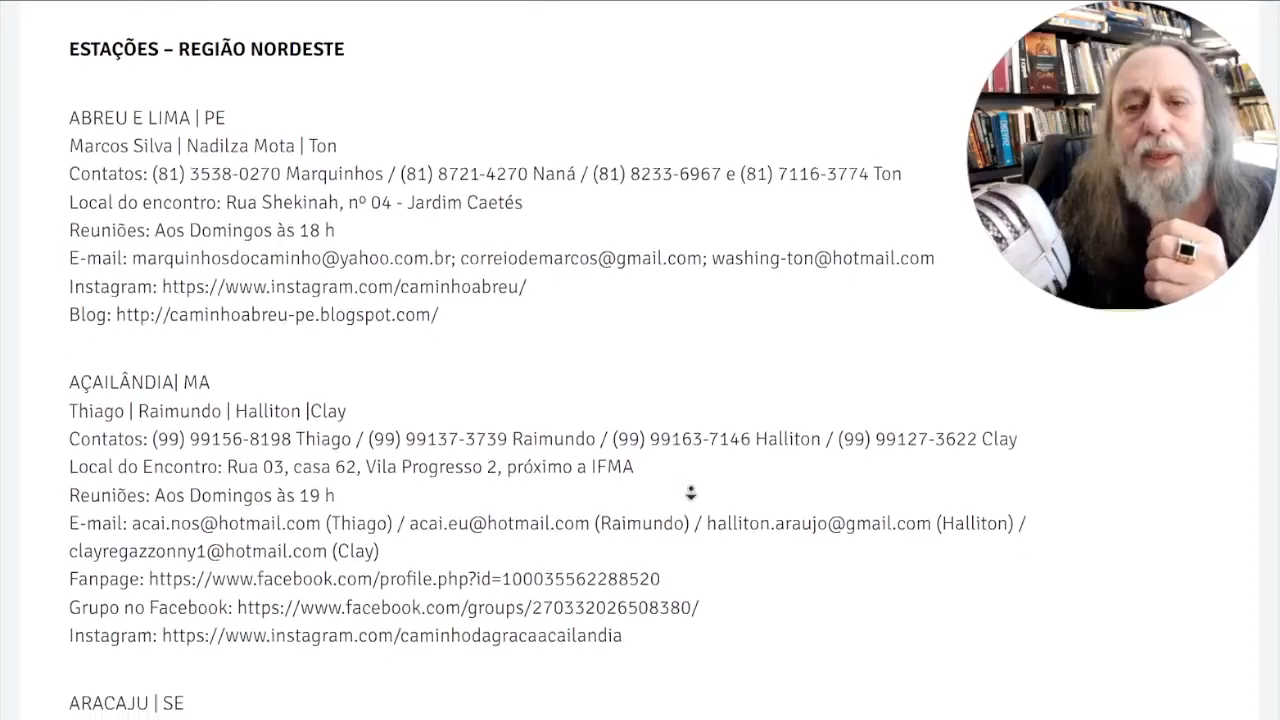 ESTAÇÕES – REGIÃO NORDESTE
ABREU E LIMA | PE
Marcos Silva | Nadilza Mota | Ton
Contatos: (81) 3538-0270 Marquinhos / (81) 8721-4270 Naná / (81) 8233-6967 e (81) 7116-3774 Ton
Local do encontro: Rua Shekinah, nº 04 - Jardim Caetés
Reuniões: Aos Domingos às 18 h
E-mail: marquinhosdocaminho@yahoo.com.br; correiodemarcos@gmail.com; washing-ton@hotmail.com
Instagram: https://www.instagram.com/caminhoabreu/
Blog: http://caminhoabreu-pe.blogspot.com/
AÇAILÂNDIA| MA
Thiago | Raimundo | Halliton |Clay
Contatos: (99) 99156-8198 Thiago / (99) 99137-3739 Raimundo / (99) 99163-7146 Halliton / (99) 99127-3622 Clay
Local do Encontro: Rua 03, casa 62, Vila Progresso 2, próximo a IFMA
Reuniões: Aos Domingos às 19 h
E-mail: acai.nos@hotmail.com (Thiago) / acai.eu@hotmail.com (Raimundo) / halliton.araujo@gmail.com (Halliton) /
clayregazzonny1@hotmail.com (Clay)
Fanpage: https://www.facebook.com/profile.php?id=100035562288520
Grupo no Facebook: https://www.facebook.com/groups/270332026508380/
Instagram: https://www.instagram.com/caminhodagracaacailandia
ARACAJU | SE